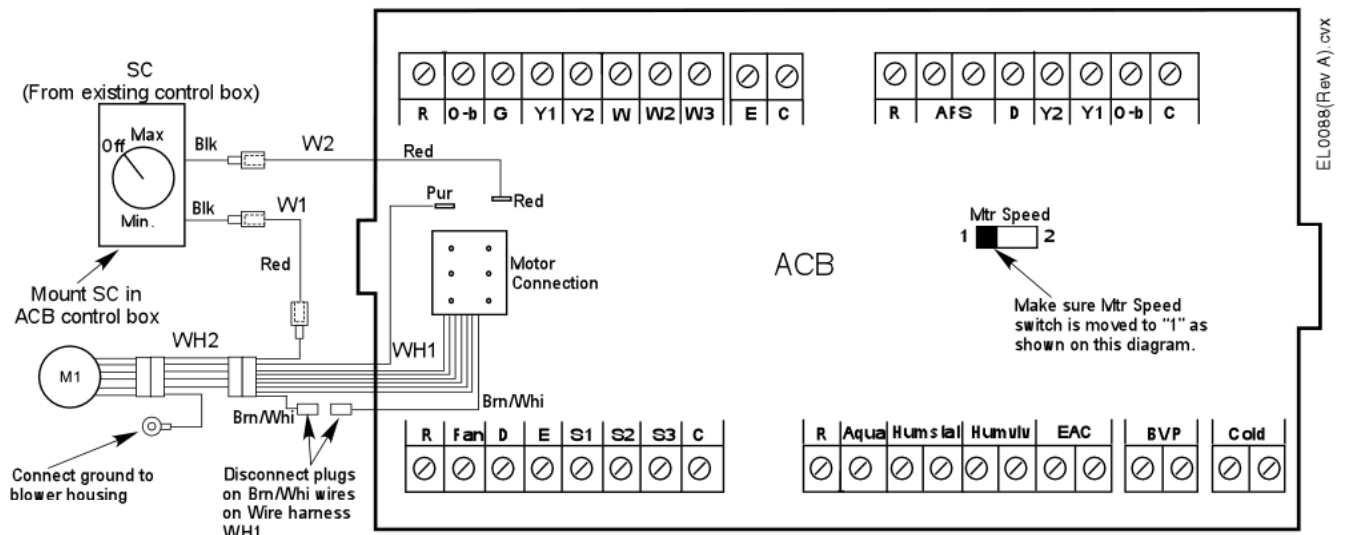 SC
(From existing control box)
Off
Max
Min.
Blk
W2
Blk
W1
Red
Mount SC in
ACB control box
WH2
M1
Connect ground to
blower housing
Brn/Whi
Disconnect plugs
on Brn/Whi wires
on Wire harness
WH1
R O-b G Y1 Y2 W W2 W3 E C
R D Y2 Y1 O-b C
Red
Pur
Red
Motor
Connection
WH1
Brn/Whi
ACB
Mtr Speed
1 2
Make sure Mtr Speed
switch is moved to "1" as
shown on this diagram.
R Fan D E S1 S2 S3 C
R Aqua EAC BVP Cold
EL0088(Rev A).cvx